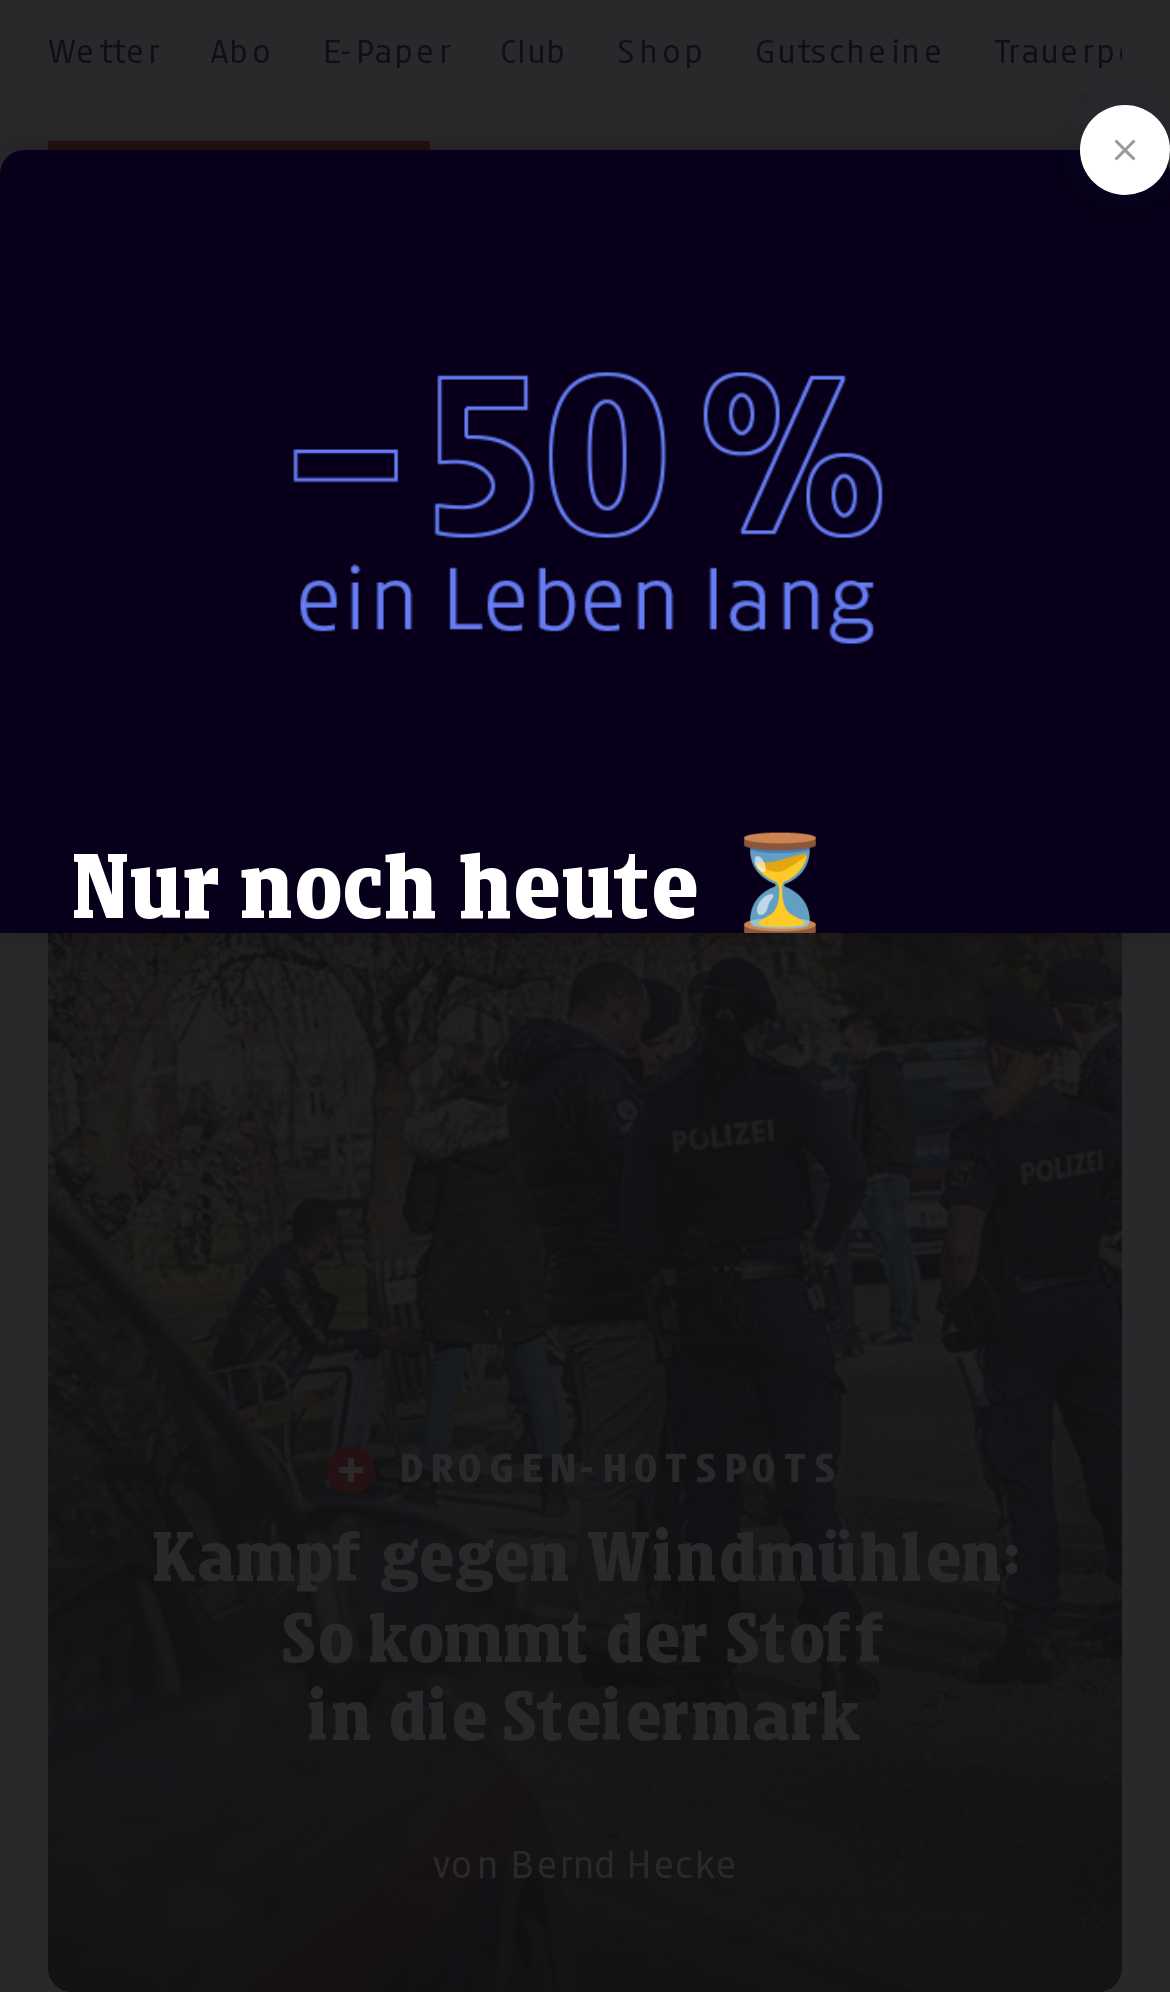 Wetter Abo E-Paper Club Shop Gutscheine Trauerp
−50 %
ein Leben lang
Nur noch heute ⏳
POLIZEI
POLIZEI
+ DROGEN-HOTSPOTS
Kampf gegen Windmühlen:
So kommt der Stoff
in die Steiermark
von Bernd Hecke